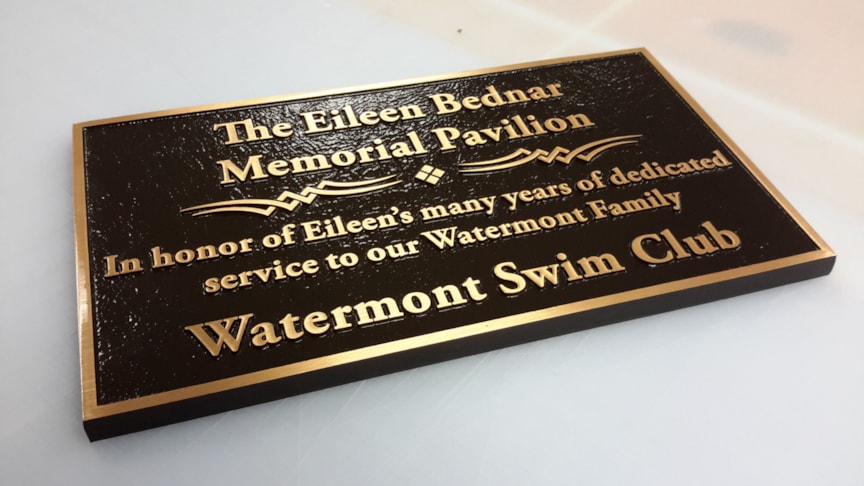 The Eileen Bednar
Memorial Pavilion
In honor of Eileen's many years of dedicated
service to our Watermont Family
Watermont Swim Club